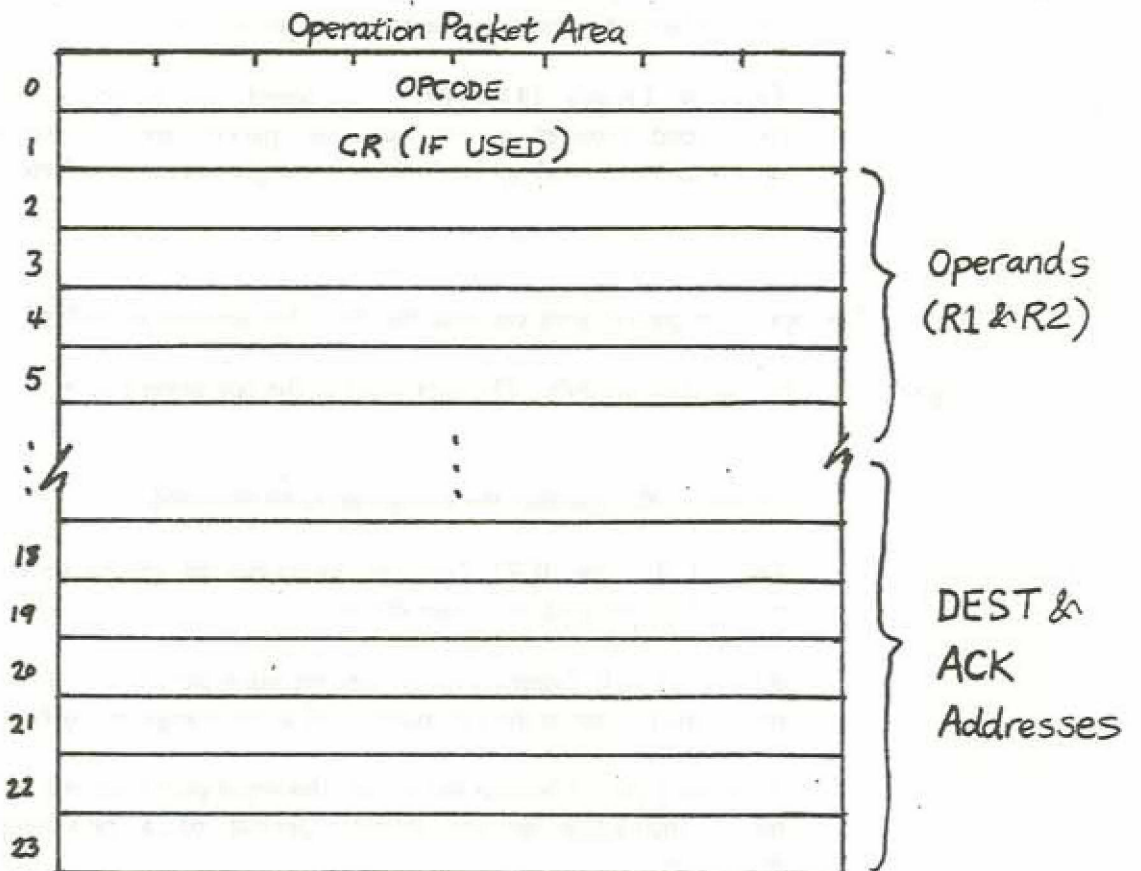 Operation Packet Area
0 OPCODE
1 CR (IF USED)
2
3
4
5
Operands
(R1 & R2)
18
19
20
21
22
23
DEST &
ACK
Addresses